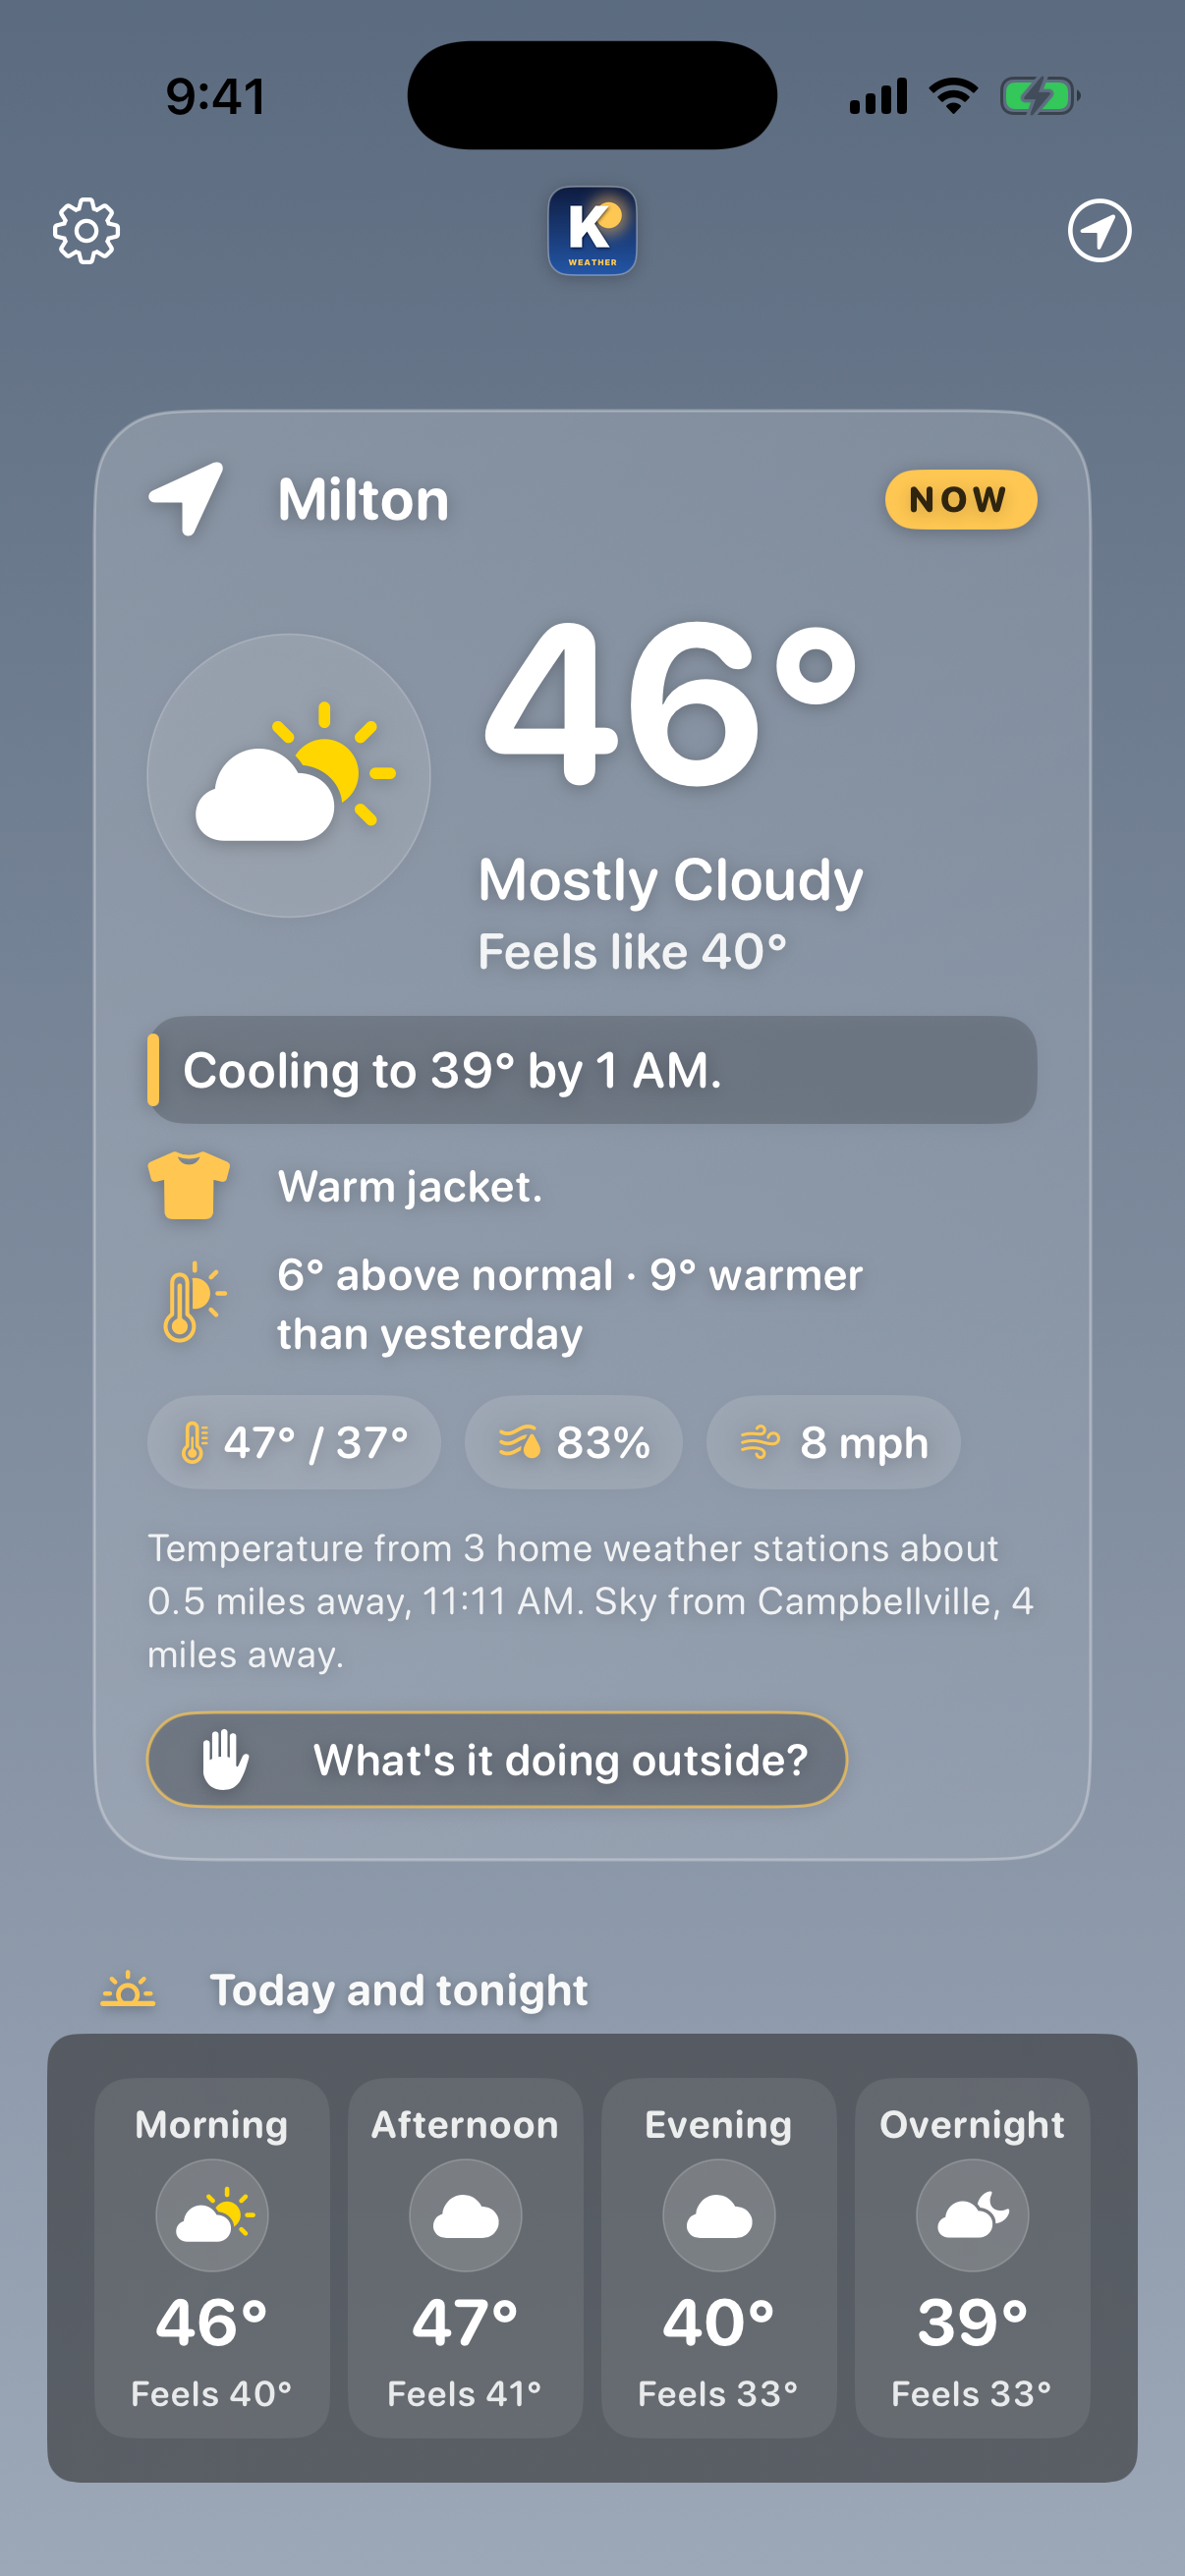 9:41
K
WEATHER
Milton
NOW
46°
Mostly Cloudy
Feels like 40°
Cooling to 39° by 1 AM.
Warm jacket.
6° above normal · 9° warmer
than yesterday
47° / 37°
83%
8 mph
Temperature from 3 home weather stations about
0.5 miles away, 11:11 AM. Sky from Campbellville, 4
miles away.
What's it doing outside?
Today and tonight
Morning
46°
Feels 40°
Afternoon
47°
Feels 41°
Evening
40°
Feels 33°
Overnight
39°
Feels 33°